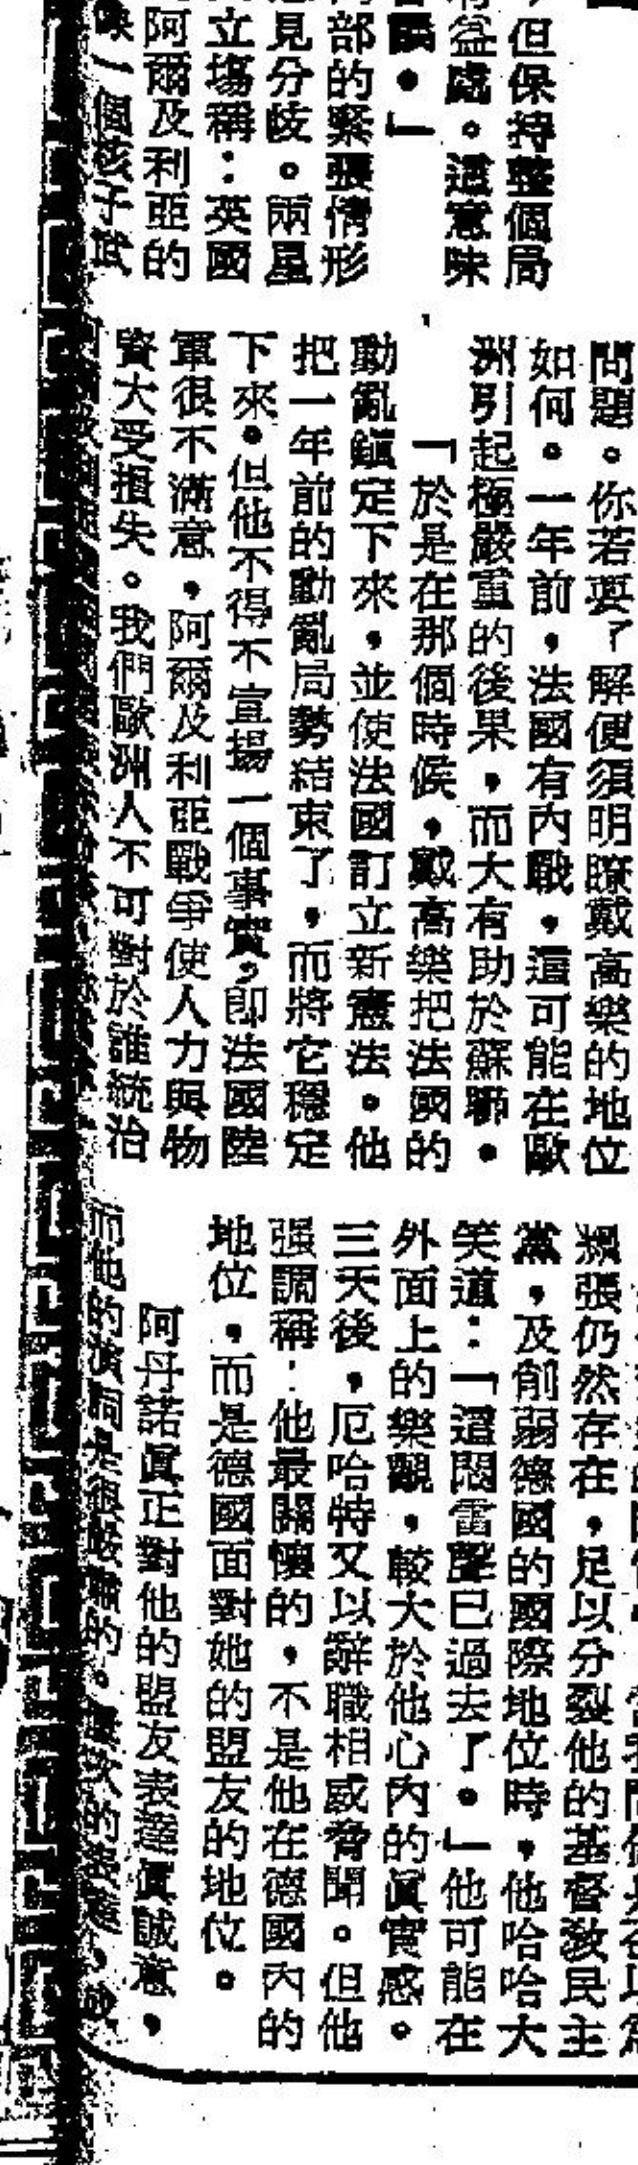 ，但保持整個局
益處。這意味
。」
部的緊張情形
見分歧。兩星
立場稱：英國
阿爾及利亞的
一個核子武
問題。你若要了解便須明瞭戴高樂的地位
如何。一年前，法國有內戰，這可能在歐
洲引起極嚴重的後果，而大有助於蘇聯。
「於是在那個時候，戴高樂把法國的
動亂鎮定下來，並使法國訂立新憲法。他
把一年前的動亂局勢結束了，而將它穩定
下來。但他不得不宣揚一個事實，即法國陸
軍很不滿意，阿爾及利亞戰爭使人力與物
資大受損失。我們歐洲人不可對於誰統治
緊張仍然存在，足以分裂他的基督教民主
黨，及削弱德國的國際地位時，他哈哈大
笑道：「這悶雷聲已過去了。」他可能在
外面上的樂觀，較大於他心內的眞實感。
三天後，厄哈特又以辭職相威脅聞。但他
强調稱：他最關懷的，不是他在德國內的
地位，而是德國面對她的盟友的地位。
阿丹諾眞正對他的盟友表達眞誠意，
而他的演詞是很嚴肅的。